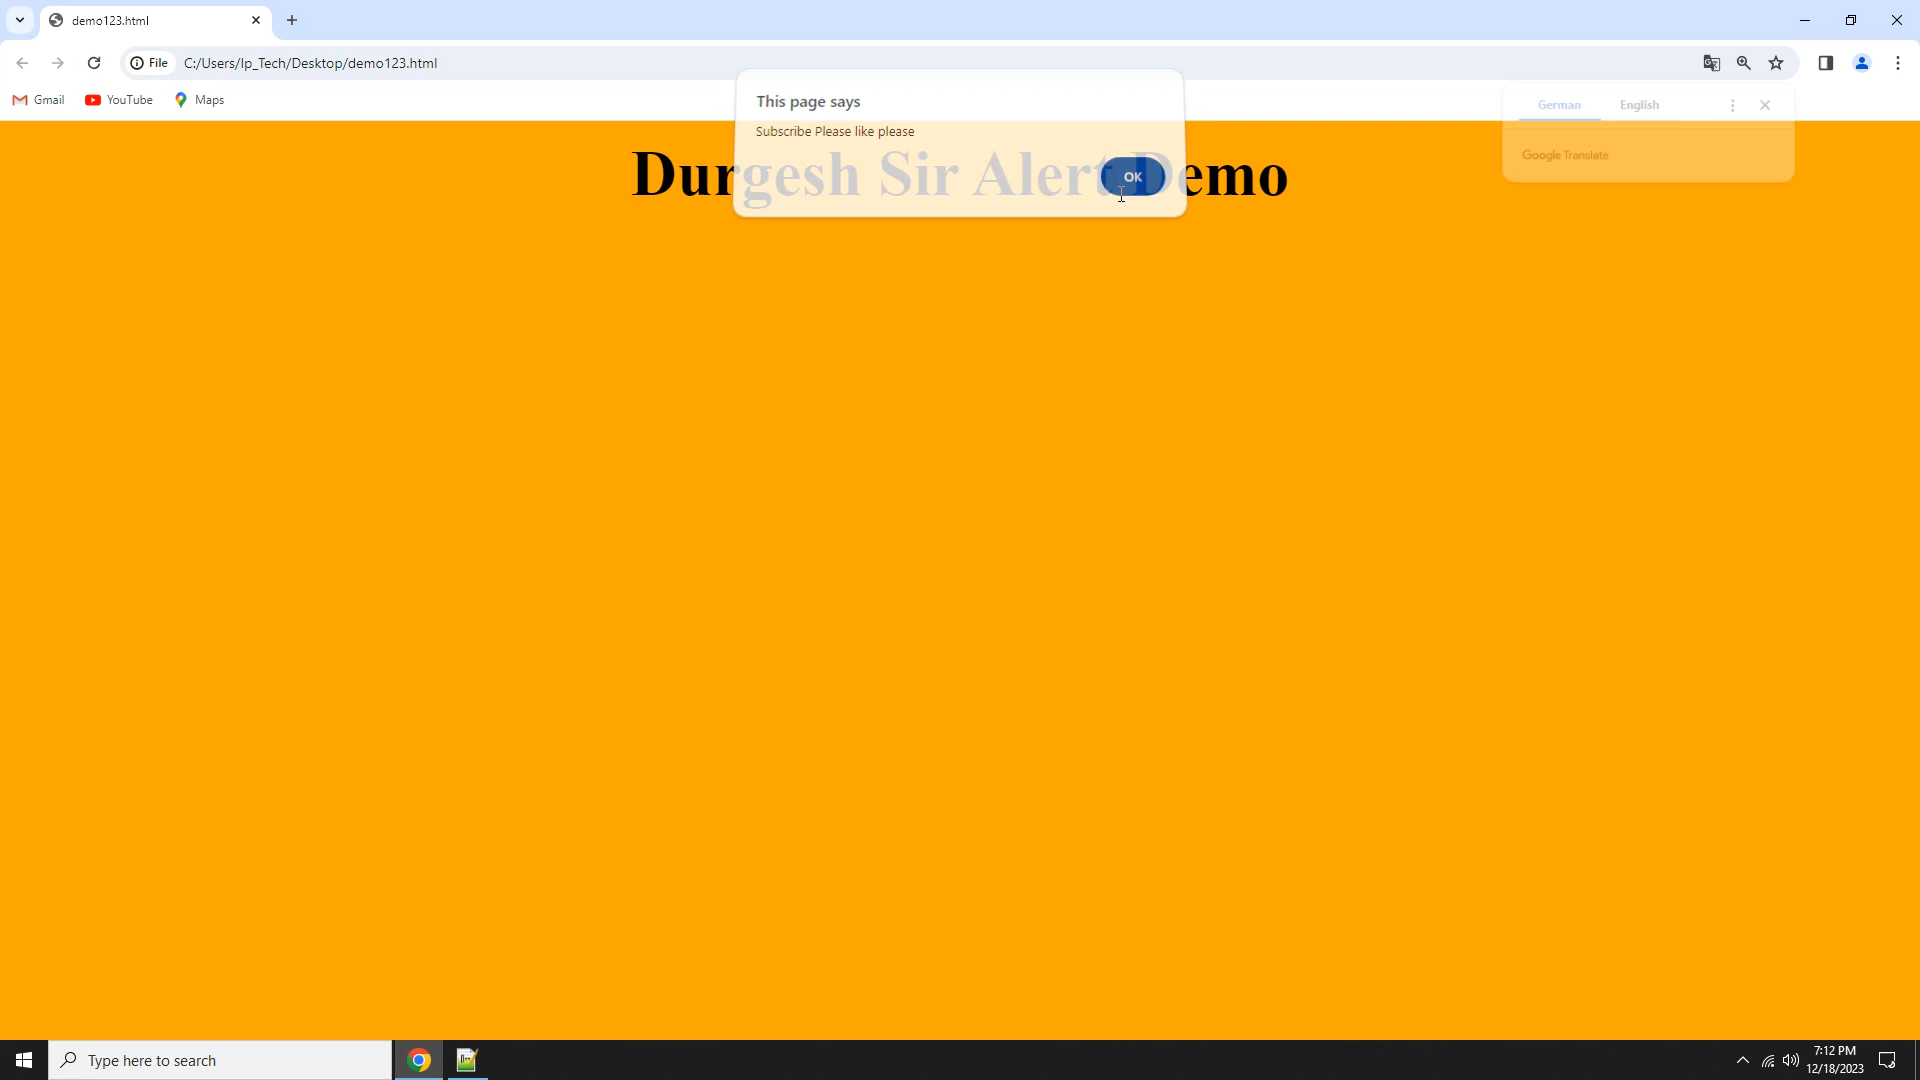 demo123.html
File
C:/Users/Ip_Tech/Desktop/demo123.html
Gmail
YouTube
Maps
This page says
Subscribe Please like please
OK
German
English
Google Translate
Durgesh Sir Alert Demo
Type here to search
7:12 PM
12/18/2023